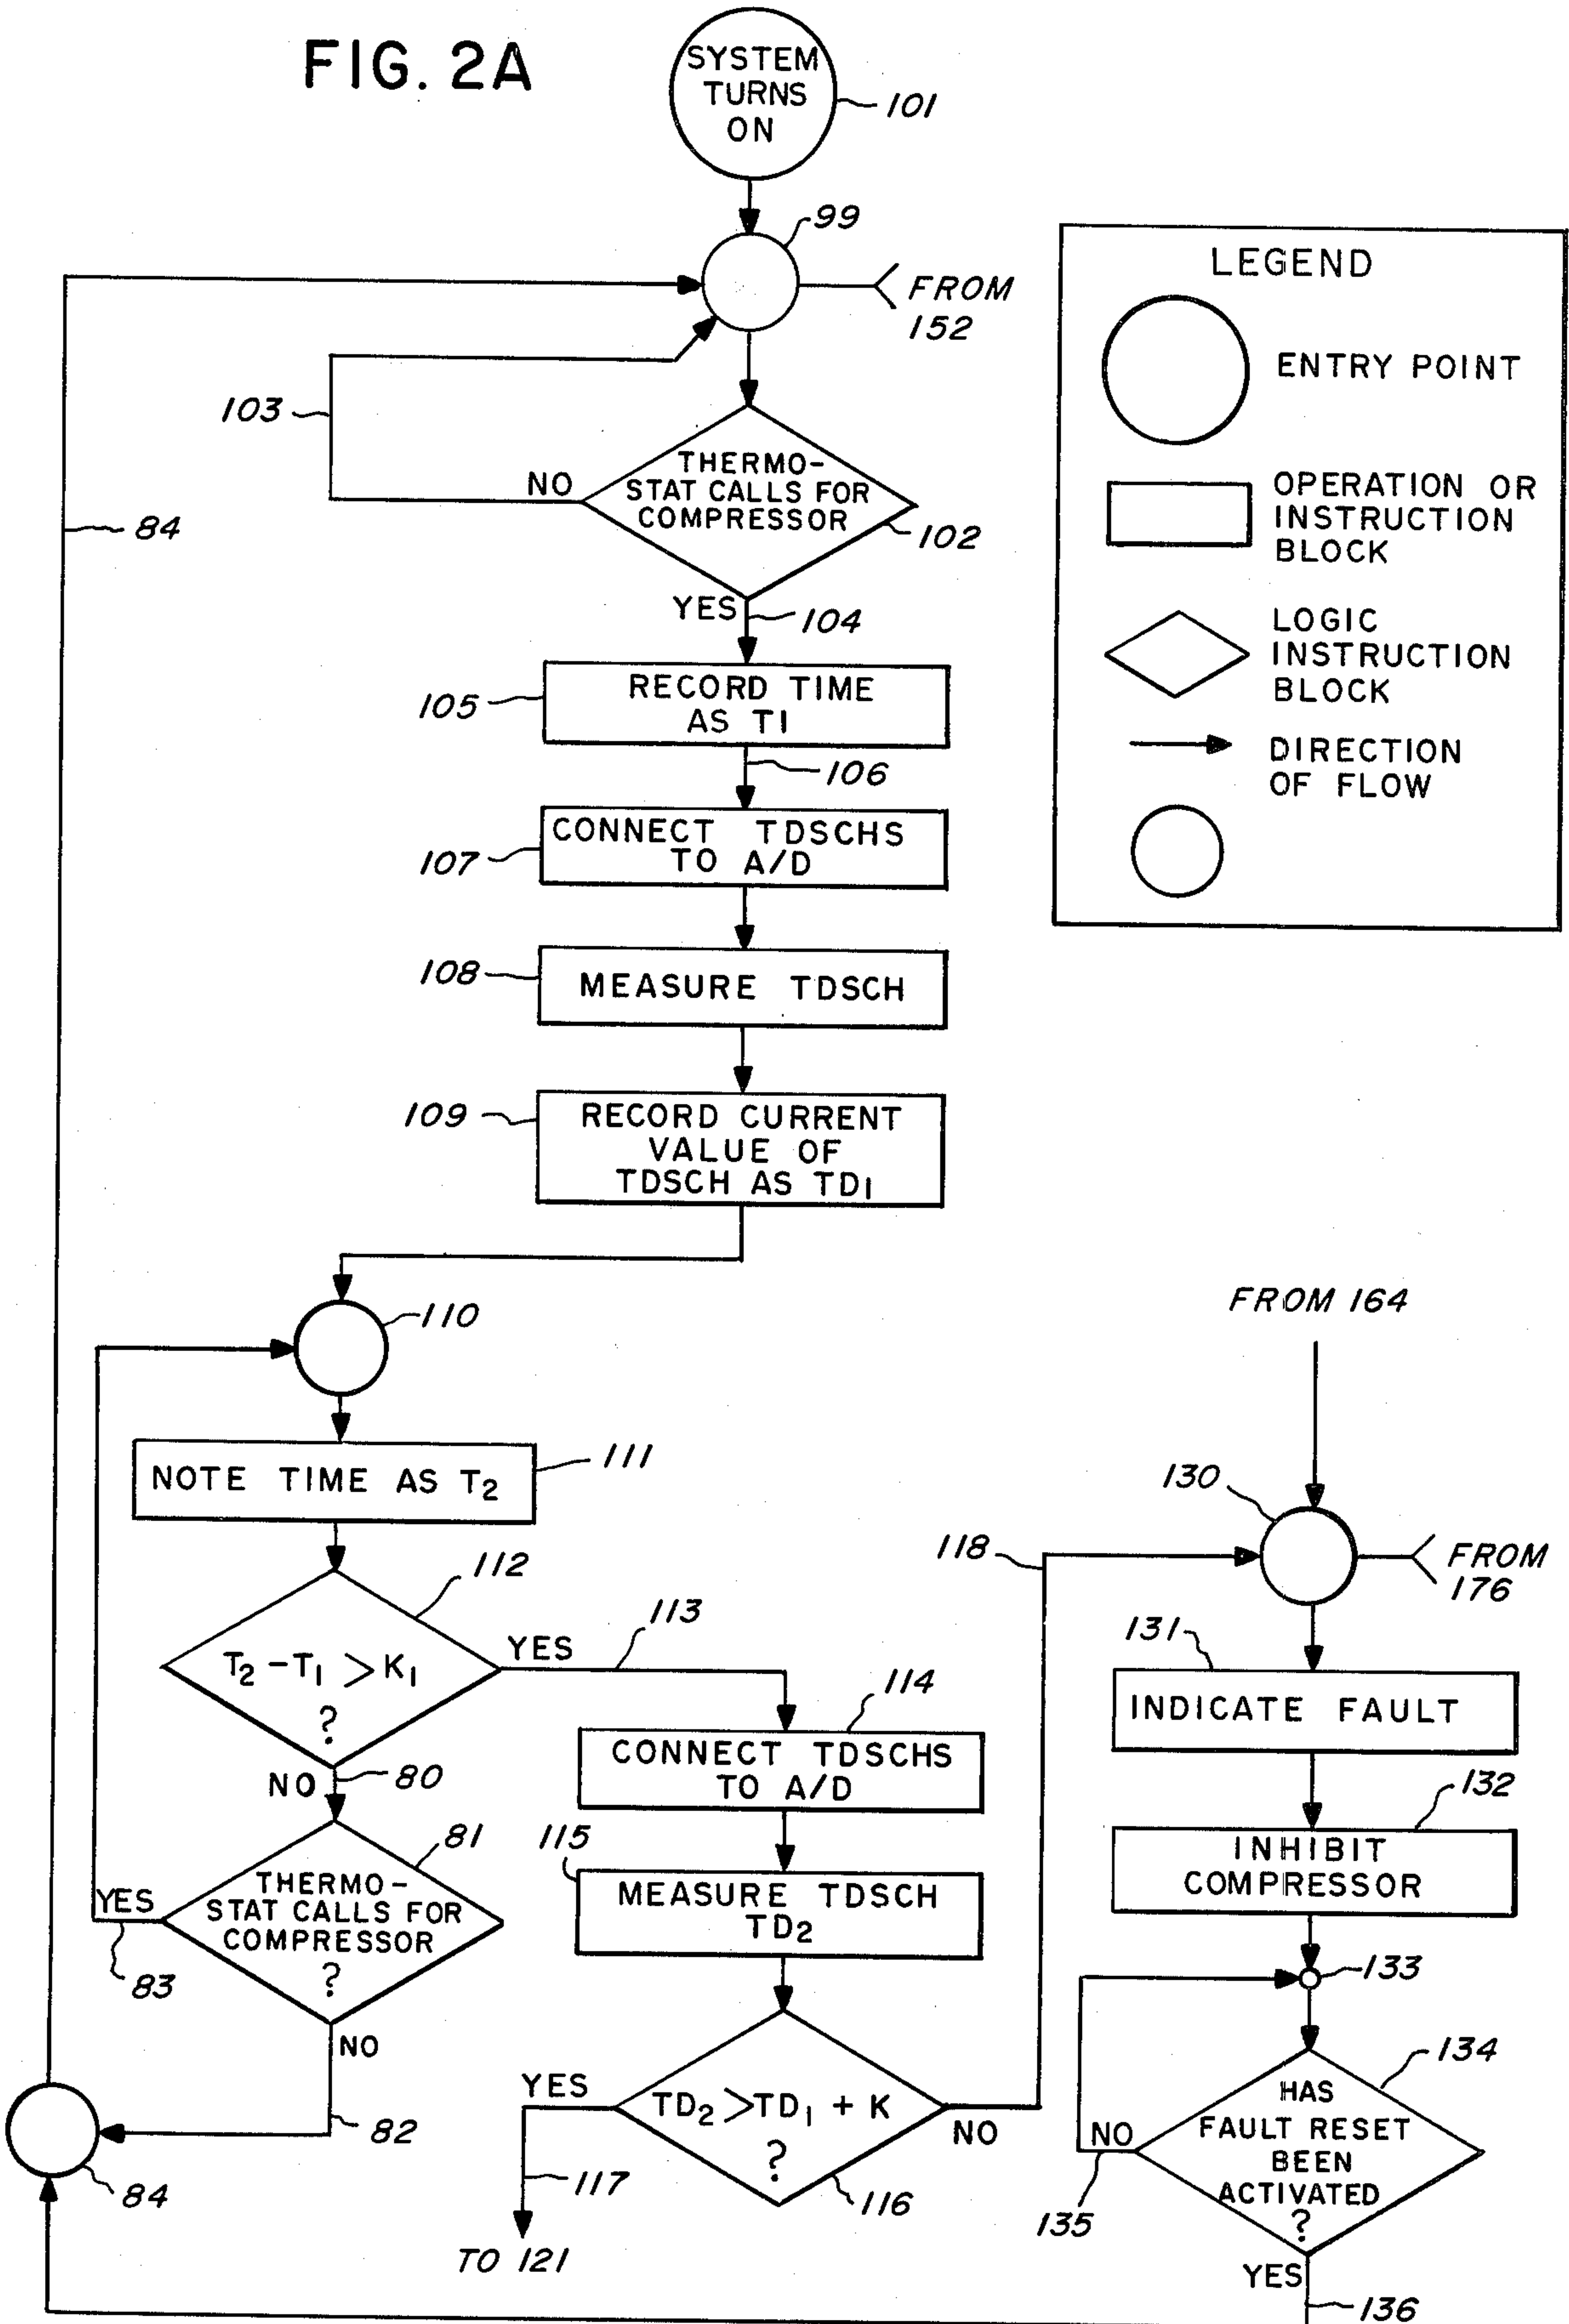 FIG. 2A
SYSTEM
TURNS
ON
101
99
FROM
152
103
NO
THERMO-
STAT CALLS FOR
COMPRESSOR
102
84
YES
104
105
RECORD TIME
AS T1
106
107
CONNECT TDSCHS
TO A/D
108
MEASURE TDSCH
109
RECORD CURRENT
VALUE OF
TDSCH AS TD1
LEGEND
ENTRY POINT
OPERATION OR
INSTRUCTION
BLOCK
LOGIC
INSTRUCTION
BLOCK
DIRECTION
OF FLOW
110
NOTE TIME AS T2
111
112
T2 - T1 > K1
?
YES
113
NO
80
81
THERMO-
STAT CALLS FOR
COMPRESSOR
?
YES
83
NO
82
84
114
CONNECT TDSCHS
TO A/D
115
MEASURE TDSCH
TD2
YES
TD2 > TD1 + K
?
NO
116
117
TO 121
118
FROM 164
130
FROM
176
131
INDICATE FAULT
132
INHIBIT
COMPRESSOR
133
134
HAS
FAULT RESET
BEEN
ACTIVATED
?
NO
135
YES
136